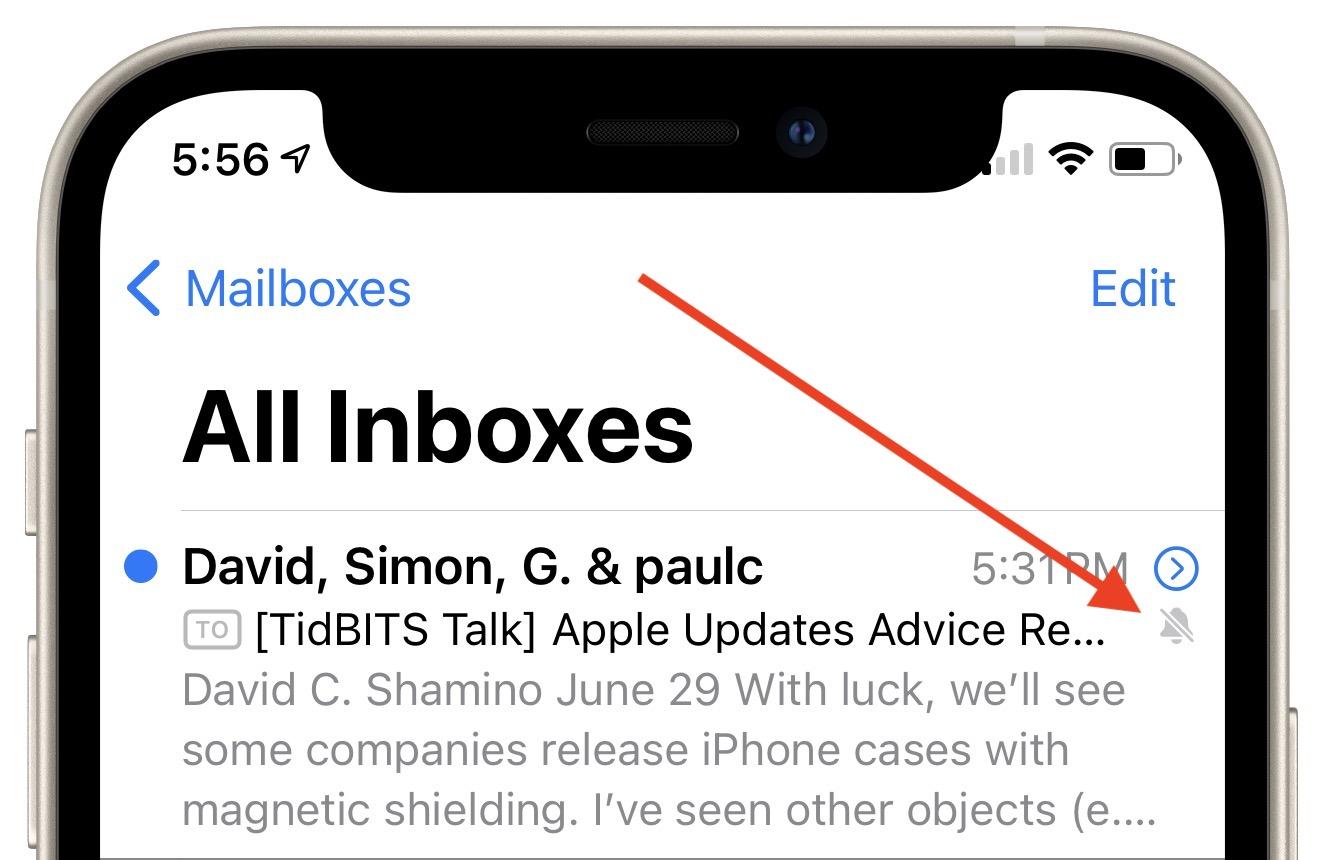 5:56
Mailboxes
Edit
All Inboxes
David, Simon, G. & paulc
5:31 PM
TO [TidBITS Talk] Apple Updates Advice Re...
David C. Shamino June 29 With luck, we’ll see
some companies release iPhone cases with
magnetic shielding. I’ve seen other objects (e....